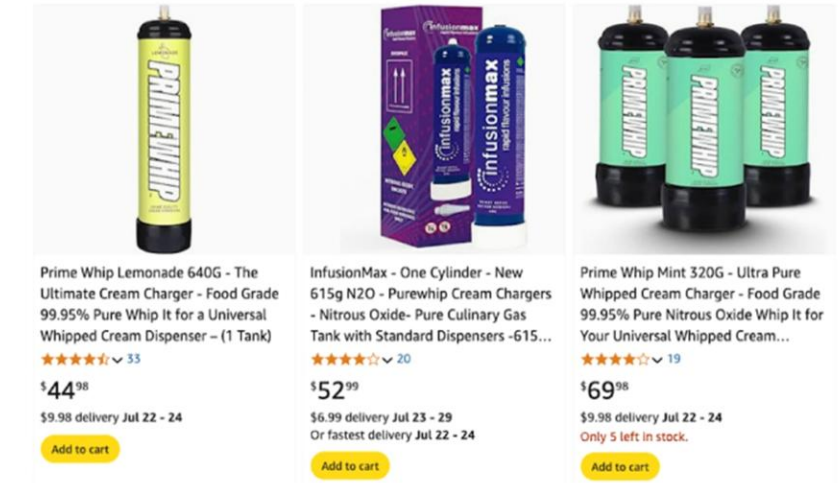 PRIMEWHIP
infusionmax
infusionmax
rapid flavour infusions
infusionmax
rapid flavour infusions
PRIMEWHIP
PRIMEWHIP
PRIMEWHIP
Prime Whip Lemonade 640G - The
Ultimate Cream Charger - Food Grade
99.95% Pure Whip It for a Universal
Whipped Cream Dispenser – (1 Tank)
33
$44.98
$9.98 delivery Jul 22 - 24
Add to cart
InfusionMax - One Cylinder - New
615g N2O - Purewhip Cream Chargers
- Nitrous Oxide- Pure Culinary Gas
Tank with Standard Dispensers -615...
20
$52.99
$6.99 delivery Jul 23 - 29
Or fastest delivery Jul 22 - 24
Add to cart
Prime Whip Mint 320G - Ultra Pure
Whipped Cream Charger - Food Grade
99.95% Pure Nitrous Oxide Whip It for
Your Universal Whipped Cream...
19
$69.98
$9.98 delivery Jul 22 - 24
Only 5 left in stock.
Add to cart